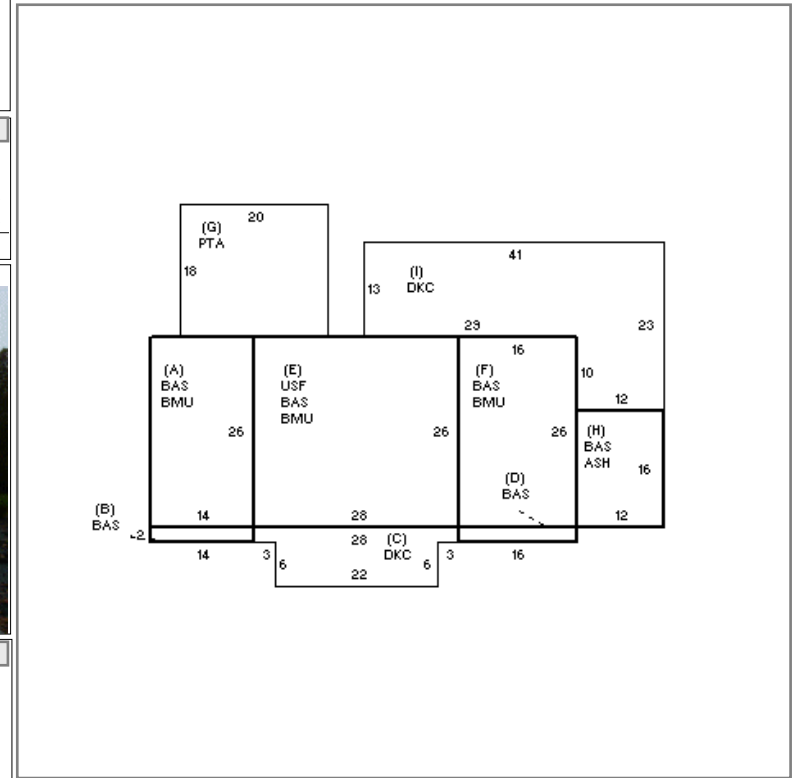 20
(G)
PTA
18
41
(I)
DKC
13
29
23
16
(A)
BAS
BMU
(E)
USF
BAS
BMU
(F)
BAS
BMU
10
12
26
26
26
(H)
BAS
ASH
16
(D)
BAS
(B)
BAS
14
28
12
2
28
(C)
DKC
14
3
6
6
3
16
22